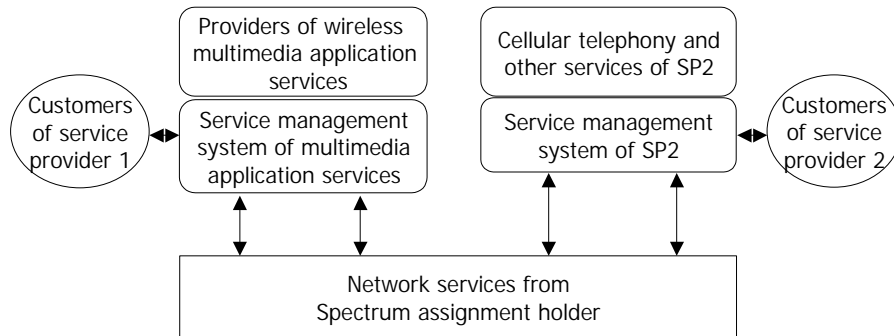 Providers of wireless
multimedia application
services
Cellular telephony and
other services of SP2
Customers
of service
provider 1
Service management
system of multimedia
application services
Service management
system of SP2
Customers
of service
provider 2
Network services from
Spectrum assignment holder